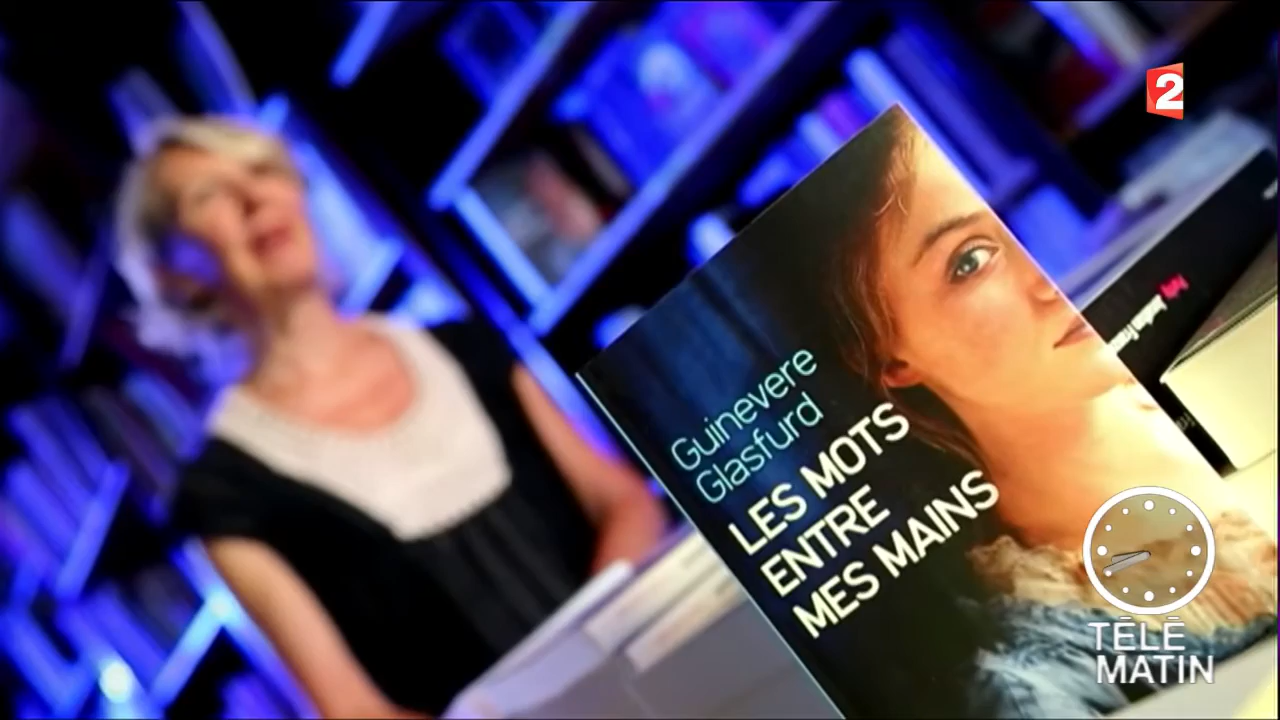 2
Guinevere
Glasfurd
LES MOTS
ENTRE
MES MAINS
TÉLÉ
MATIN